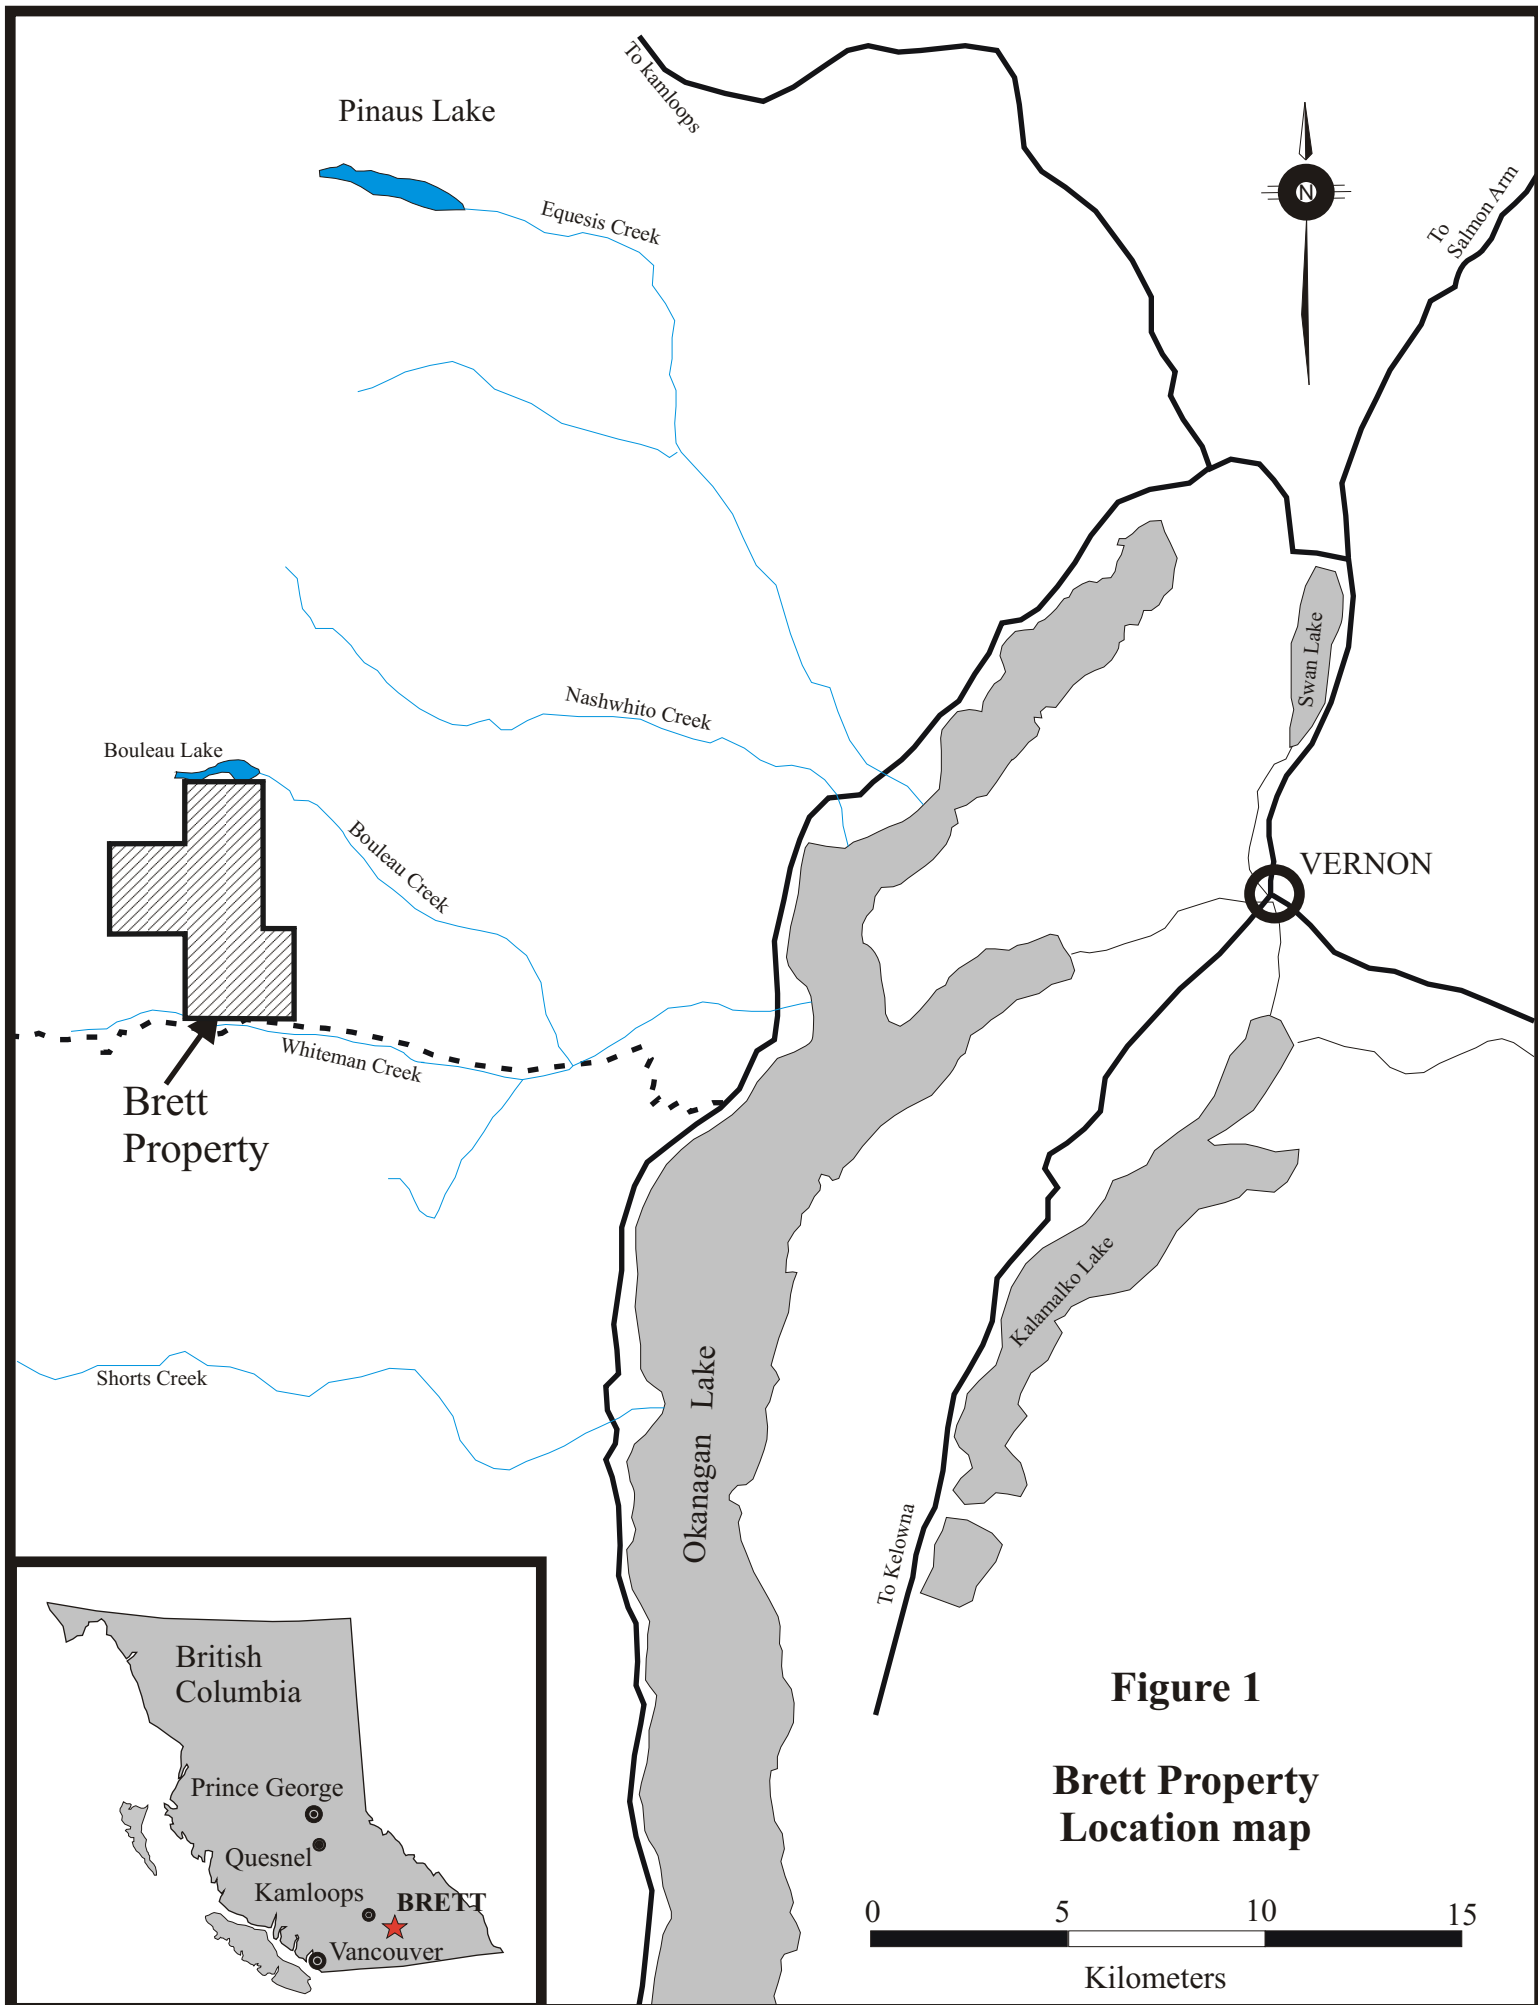 To kamloops
Pinaus Lake
N
To
Salmon Arm
Equesis Creek
Swan Lake
Nashwhito Creek
Bouleau Lake
Bouleau Creek
VERNON
Whiteman Creek
Brett
Property
Kalamalko Lake
Shorts Creek
Okanagan Lake
To Kelowna
British
Columbia
Prince George
Quesnel
Kamloops
BRETT
Vancouver
Figure 1
Brett Property
Location map
0 5 10 15
Kilometers